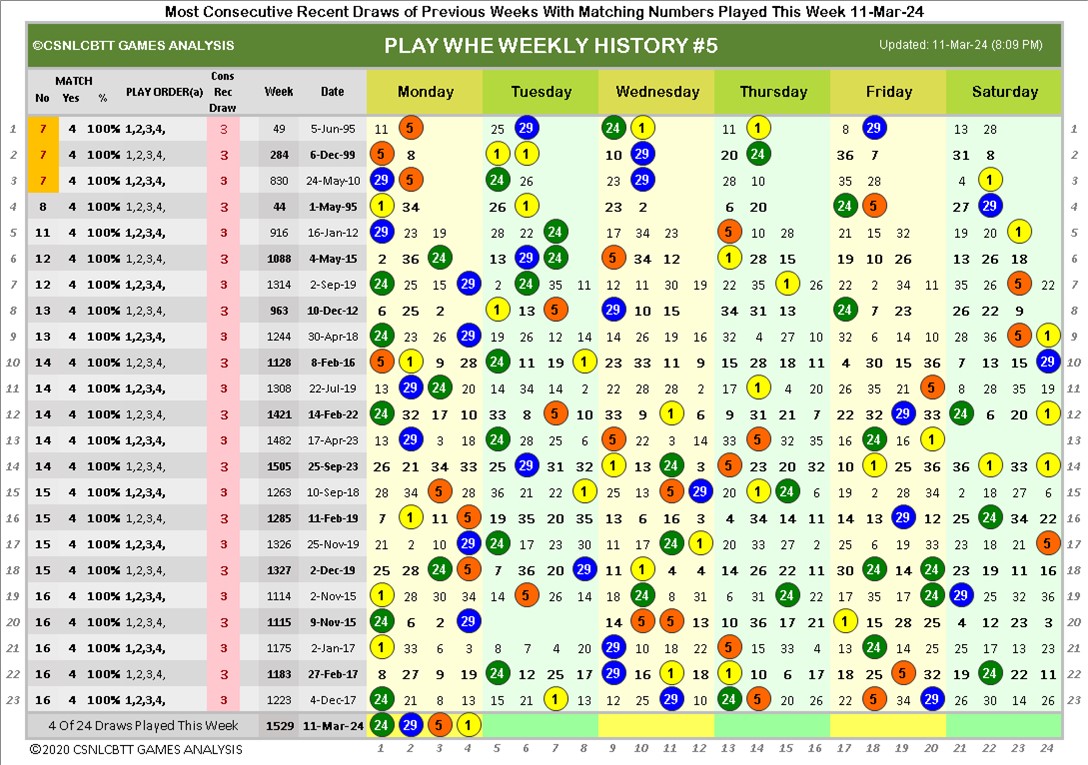 Most Consecutive Recent Draws of Previous Weeks With Matching Numbers Played This Week 11-Mar-24
©CSNLCBTT GAMES ANALYSIS PLAY WHE WEEKLY HISTORY #5 Updated: 11-Mar-24 (8:09 PM)
No MATCH Yes % PLAY ORDER(a) Cons Rec Draw Week Date Monday Tuesday Wednesday Thursday Friday Saturday
1 7 4 100% 1,2,3,4, 3 49 5-Jun-95 11 5 25 29 24 1 11 1 8 29 13 28 1
2 7 4 100% 1,2,3,4, 3 284 6-Dec-99 5 8 1 1 10 29 20 24 36 7 31 8 2
3 7 4 100% 1,2,3,4, 3 830 24-May-10 29 5 24 26 23 29 28 10 35 28 4 1 3
4 8 4 100% 1,2,3,4, 3 44 1-May-95 1 34 26 1 23 2 6 20 24 5 27 29 4
5 11 4 100% 1,2,3,4, 3 916 16-Jan-12 29 23 19 28 22 24 17 34 23 5 10 28 21 15 32 19 20 1 5
6 12 4 100% 1,2,3,4, 3 1088 4-May-15 2 36 24 13 29 24 5 34 12 1 28 15 19 10 26 13 26 18 6
7 12 4 100% 1,2,3,4, 3 1314 2-Sep-19 24 25 15 29 2 24 35 11 12 11 30 19 22 35 1 26 22 2 34 11 35 26 5 22 7
8 13 4 100% 1,2,3,4, 3 963 10-Dec-12 6 25 2 1 13 5 29 10 15 34 31 13 24 7 23 26 22 9 8
9 13 4 100% 1,2,3,4, 3 1244 30-Apr-18 24 23 26 29 19 26 12 14 34 29 19 16 32 4 27 10 32 6 14 10 28 36 5 1 9
10 14 4 100% 1,2,3,4, 3 1128 8-Feb-16 5 1 9 28 24 11 19 1 23 33 11 9 15 28 18 11 4 30 15 36 7 13 15 29 10
11 14 4 100% 1,2,3,4, 3 1308 22-Jul-19 13 29 24 20 14 34 14 2 22 28 28 2 17 1 4 20 26 35 21 5 8 28 35 19 11
12 14 4 100% 1,2,3,4, 3 1421 14-Feb-22 24 32 17 10 33 8 5 10 33 9 1 6 9 31 21 7 22 32 29 33 24 6 20 1 12
13 14 4 100% 1,2,3,4, 3 1482 17-Apr-23 13 29 3 18 24 28 25 6 5 22 3 14 33 5 32 35 16 24 16 1 13
14 14 4 100% 1,2,3,4, 3 1505 25-Sep-23 26 21 34 33 25 29 31 32 1 13 24 3 5 23 20 32 10 1 25 36 36 1 33 1 14
15 15 4 100% 1,2,3,4, 3 1263 10-Sep-18 28 34 5 28 36 21 22 1 25 13 5 29 20 1 24 6 19 2 28 34 2 18 27 6 15
16 15 4 100% 1,2,3,4, 3 1285 11-Feb-19 7 1 11 5 19 35 20 35 13 6 16 3 4 34 14 11 14 13 29 12 25 24 34 22 16
17 15 4 100% 1,2,3,4, 3 1326 25-Nov-19 21 2 10 29 24 17 23 30 11 17 24 1 20 33 27 2 25 6 19 33 23 18 21 5 17
18 15 4 100% 1,2,3,4, 3 1327 2-Dec-19 25 28 24 5 7 36 20 29 11 1 4 4 14 26 22 11 30 24 14 24 23 19 11 16 18
19 16 4 100% 1,2,3,4, 3 1114 2-Nov-15 1 28 30 34 14 5 26 14 18 24 8 31 6 31 24 22 17 35 17 24 29 25 32 36 19
20 16 4 100% 1,2,3,4, 3 1115 9-Nov-15 24 6 2 29 14 5 5 13 10 36 17 21 1 15 28 25 4 12 23 3 20
21 16 4 100% 1,2,3,4, 3 1175 2-Jan-17 1 33 6 3 8 7 4 20 29 10 18 22 5 15 33 4 13 24 14 25 25 17 13 23 21
22 16 4 100% 1,2,3,4, 3 1183 27-Feb-17 8 27 9 19 24 12 25 17 29 16 1 22 1 10 6 17 18 25 5 32 22 24 22 11 22
23 16 4 100% 1,2,3,4, 3 1223 4-Dec-17 24 21 8 13 15 21 1 13 12 25 29 10 24 5 20 17 22 5 34 29 26 30 14 7 23
4 Of 24 Draws Played This Week 1529 11-Mar-24 24 29 5 1
©2020 CSNLCBTT GAMES ANALYSIS 1 2 3 4 5 6 7 8 9 10 11 12 13 14 15 16 17 18 19 20 21 22 23 24